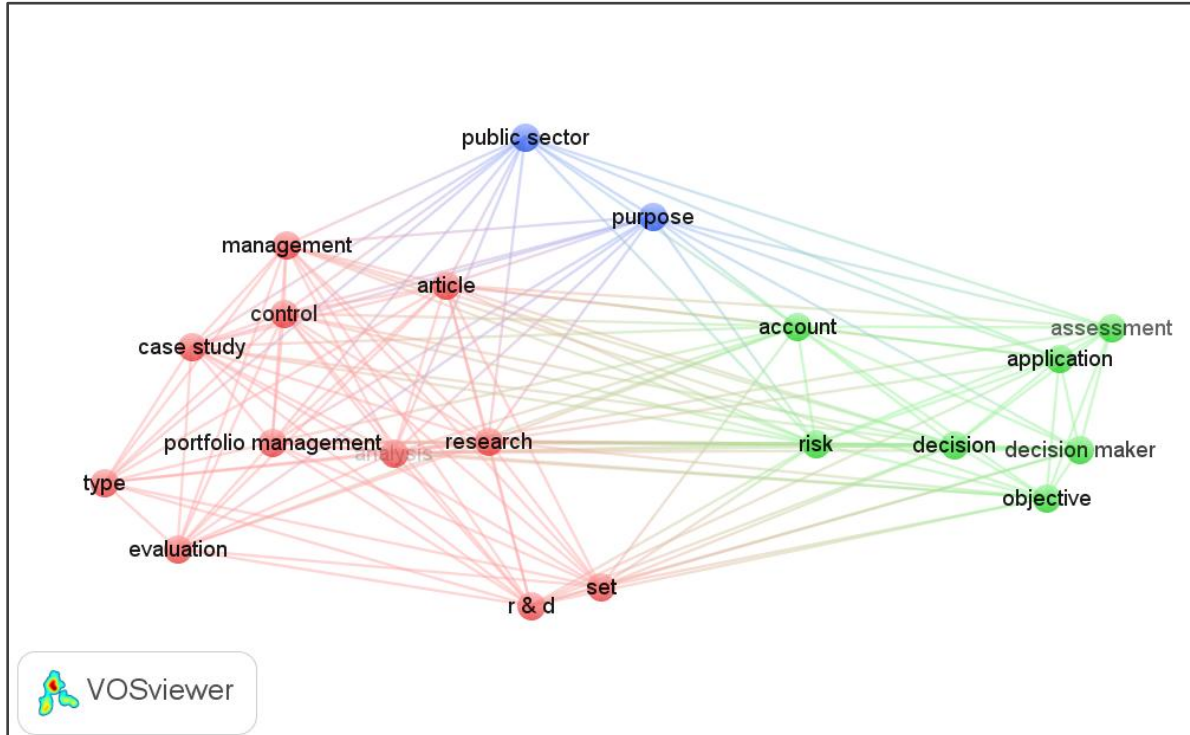 public sector
purpose
management
article
control
account
assessment
case study
application
portfolio management
analysis
research
risk
decision
decision maker
type
objective
evaluation
set
r & d
VOSviewer